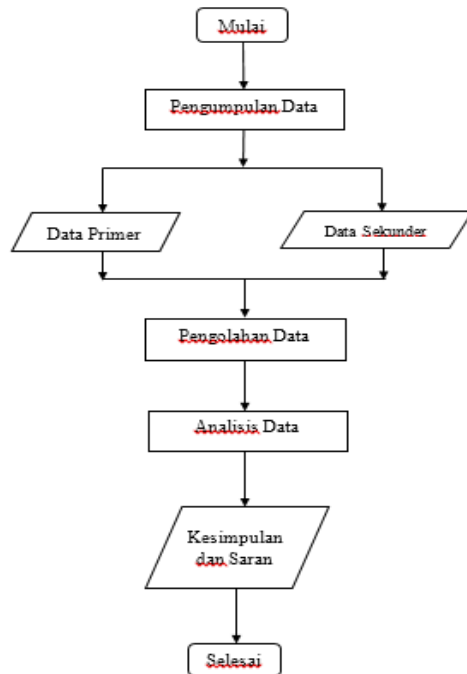 Mulai
Pengumpulan Data
Data Primer
Data Sekunder
Pengolahan Data
Analisis Data
Kesimpulan
dan Saran
Selesai